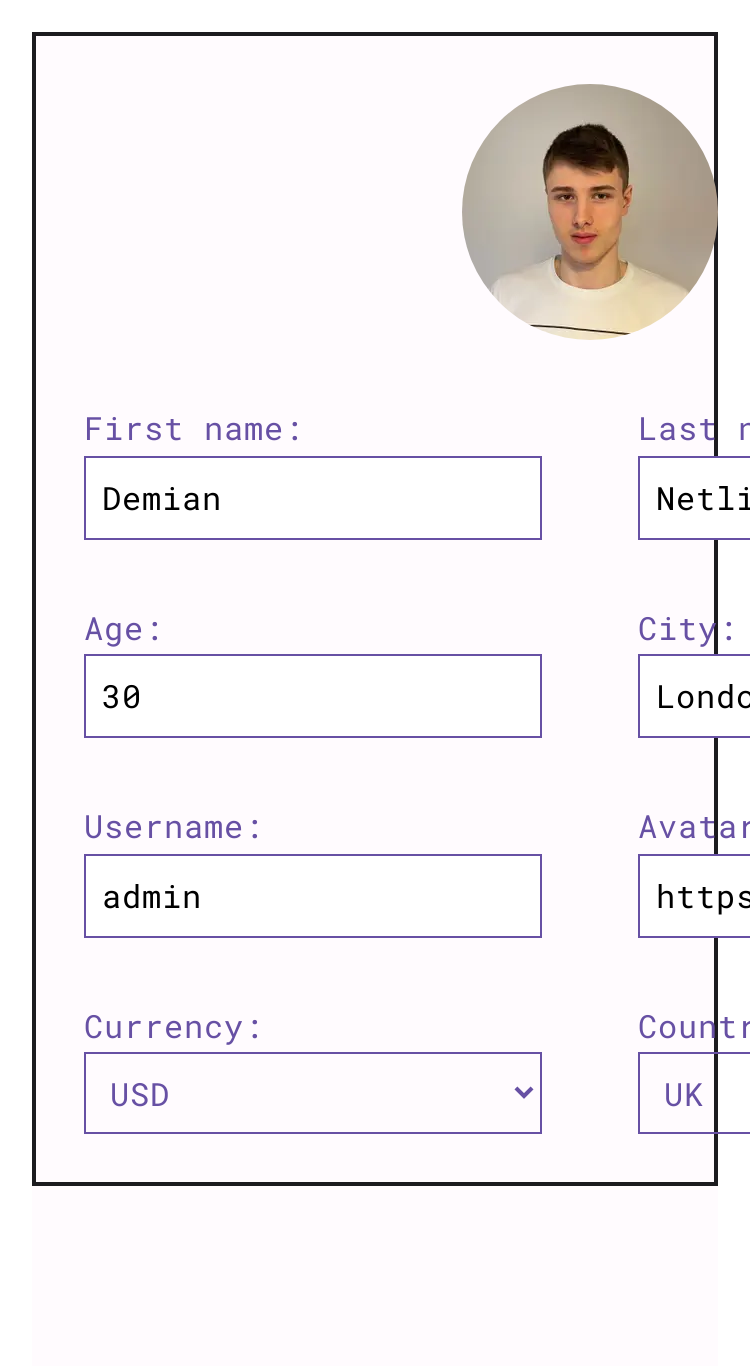 First name:
Last n
Demian
Netli
Age:
City:
30
Londo
Username:
Avatar
admin
https
Currency:
Countr
USD
UK